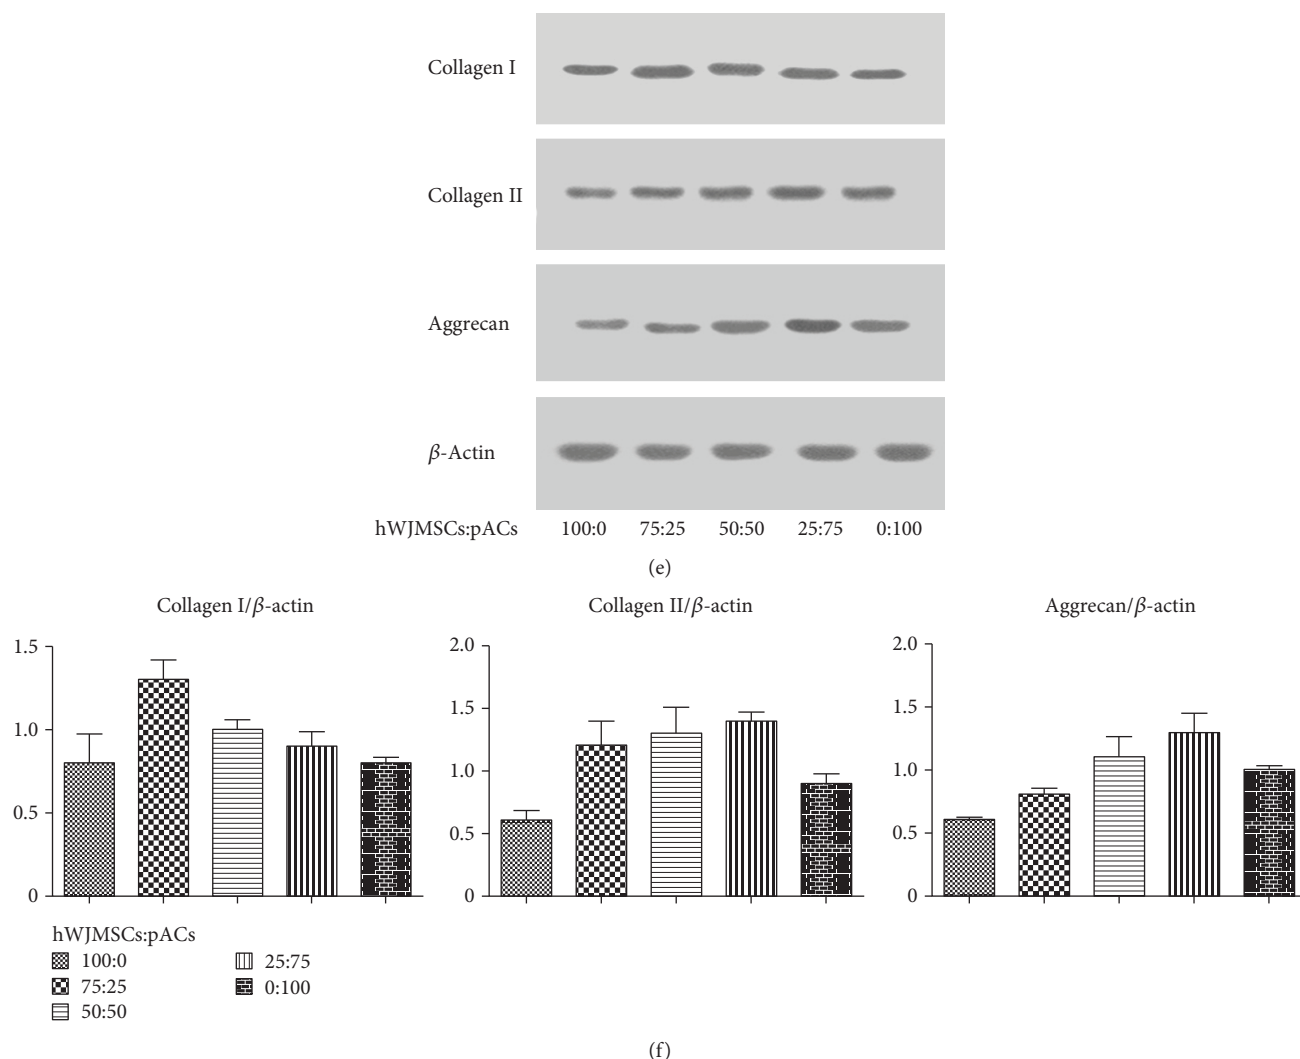 Collagen I
Collagen II
Aggrecan
β-Actin
hWJMSCs:pACs 100:0 75:25 50:50 25:75 0:100
(e)
Collagen I/β-actin
1.5
1.0
0.5
0
Collagen II/β-actin
2.0
1.5
1.0
0.5
0
Aggrecan/β-actin
2.0
1.5
1.0
0.5
0
hWJMSCs:pACs
100:0
75:25
50:50
25:75
0:100
(f)